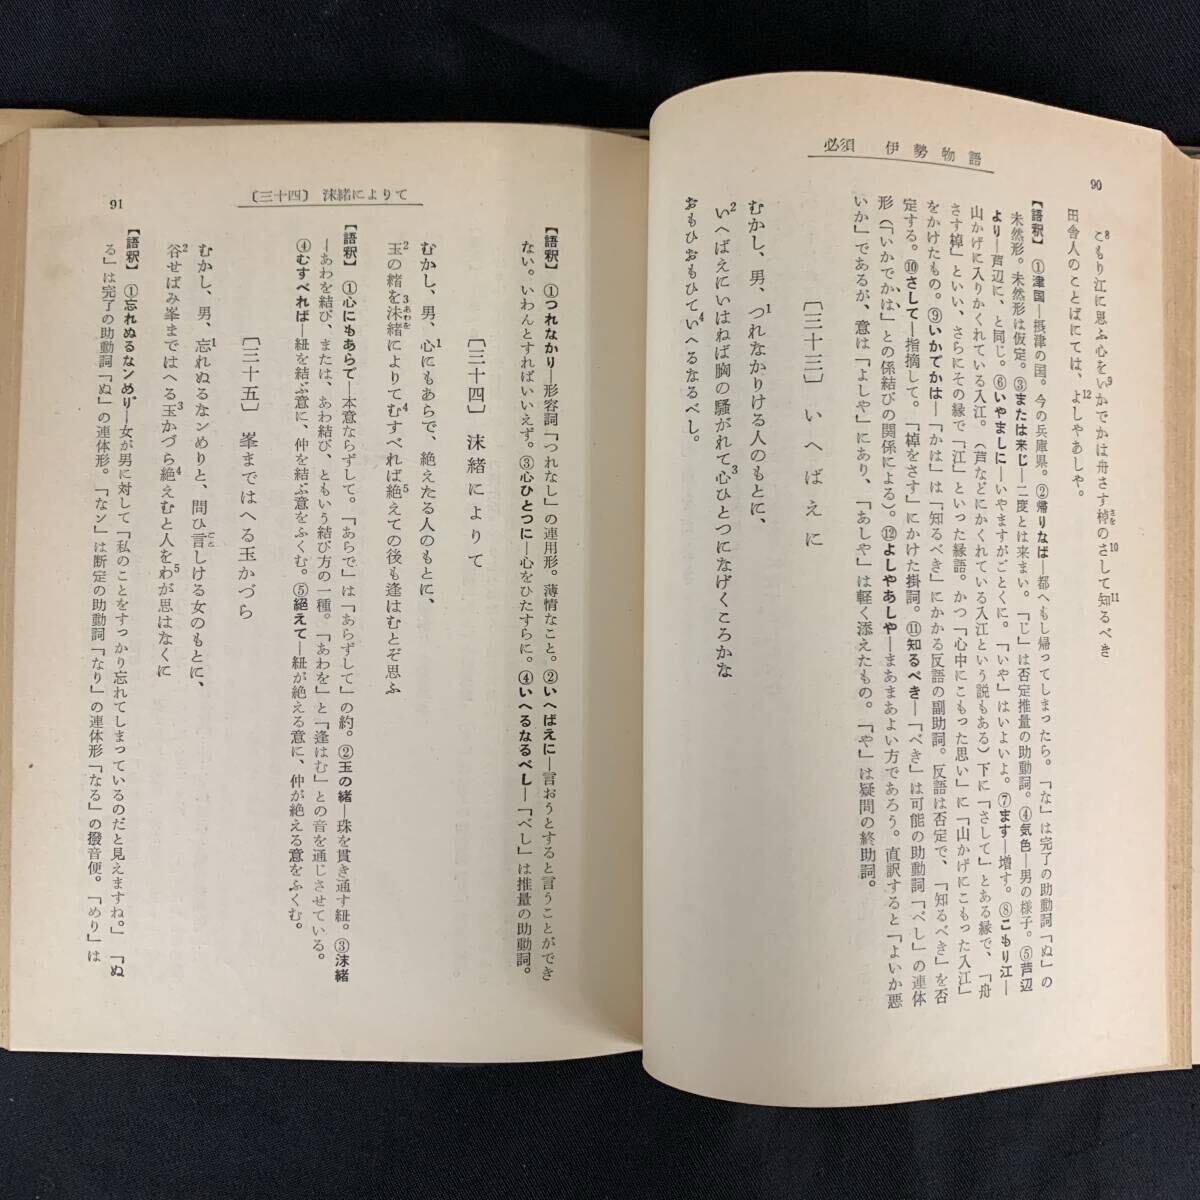 必須 伊勢物語
90
こもり江に思ふ心をいかでかは舟さす棹のさして知るべき
田舎人のことばにては、よしやあしや。
【語釈】 ①津国―摂津の国。今の兵庫県。②帰りなば―都へもし帰ってしまったら。「な」は完了の助動詞「ぬ」の
未然形。未然形は仮定。③または来じ―二度とは来まい。「じ」は否定推量の助動詞。④気色―男の様子。⑤芦辺
より―芦辺に、と同じ。⑥いやましに―いやますがごとくに。「いや」はいよいよ。⑦ます―増す。⑧こもり江―
山かげに入りかくれている入江。（芦などにかくれている入江という説もある）下に「さして」とある縁で、「舟
さす棹」といい、さらにその縁で「江」といった縁語。かつ「心中にこもった思い」に「山かげにこもった入江」
をかけたもの。⑨いかでかは―「かは」は「知るべき」にかかる反語の副助詞。反語は否定で、「知るべき」を否
定する。⑩さして―指摘して。「棹をさす」にかけた掛詞。⑪知るべき―「べき」は可能の助動詞「べし」の連体
形（「いかでかは」との係結びの関係による）。⑫よしやあしや―まあまあよい方であろう。直訳すると「よいか悪
いか」であるが、意は「よしや」にあり、「あしや」は軽く添えたもの。「や」は疑問の終助詞。
〔三十三〕 いへばえに
むかし、男、つれなかりける人のもとに、
いへばえにいはねば胸の騒がれて心ひとつになげくころかな
おもひおもひていへるなるべし。
〔三十四〕 沫緒によりて
91
【語釈】 ①つれなかり―形容詞「つれなし」の連用形。薄情なこと。②いへばえに―言おうとすると言うことができ
ない。いわんとすればいいえず。③心ひとつに―心をひたすらに。④いへるなるべし―「べし」は推量の助動詞。
〔三十四〕 沫緒によりて
むかし、男、心にもあらで、絶えたる人のもとに、
玉の緒を沫緒によりてむすべれば絶えての後も逢はむとぞ思ふ
【語釈】 ①心にもあらで―本意ならずして。「あらで」は「あらずして」の約。②玉の緒―珠を貫き通す紐。③沫緒
―あわを結び、または、あわ結び、ともいう結び方の一種。「あわを」と「逢はむ」との音を通じさせている。
④むすべれば―紐を結ぶ意に、仲を結ぶ意をふくむ。⑤絶えて―紐が絶える意に、仲が絶える意をふくむ。
〔三十五〕 峯まではへる玉かづら
むかし、男、忘れぬるなンめりと、問ひ言しける女のもとに、
谷せばみ峯まではへる玉かづら絶えむと人をわが思はなくに
【語釈】 ①忘れぬるなンめり―女が男に対して「私のことをすっかり忘れてしまっているのだと見えますね。」「ぬ
る」は完了の助動詞「ぬ」の連体形。「なン」は断定の助動詞「なり」の連体形「なる」の撥音便。「めり」は